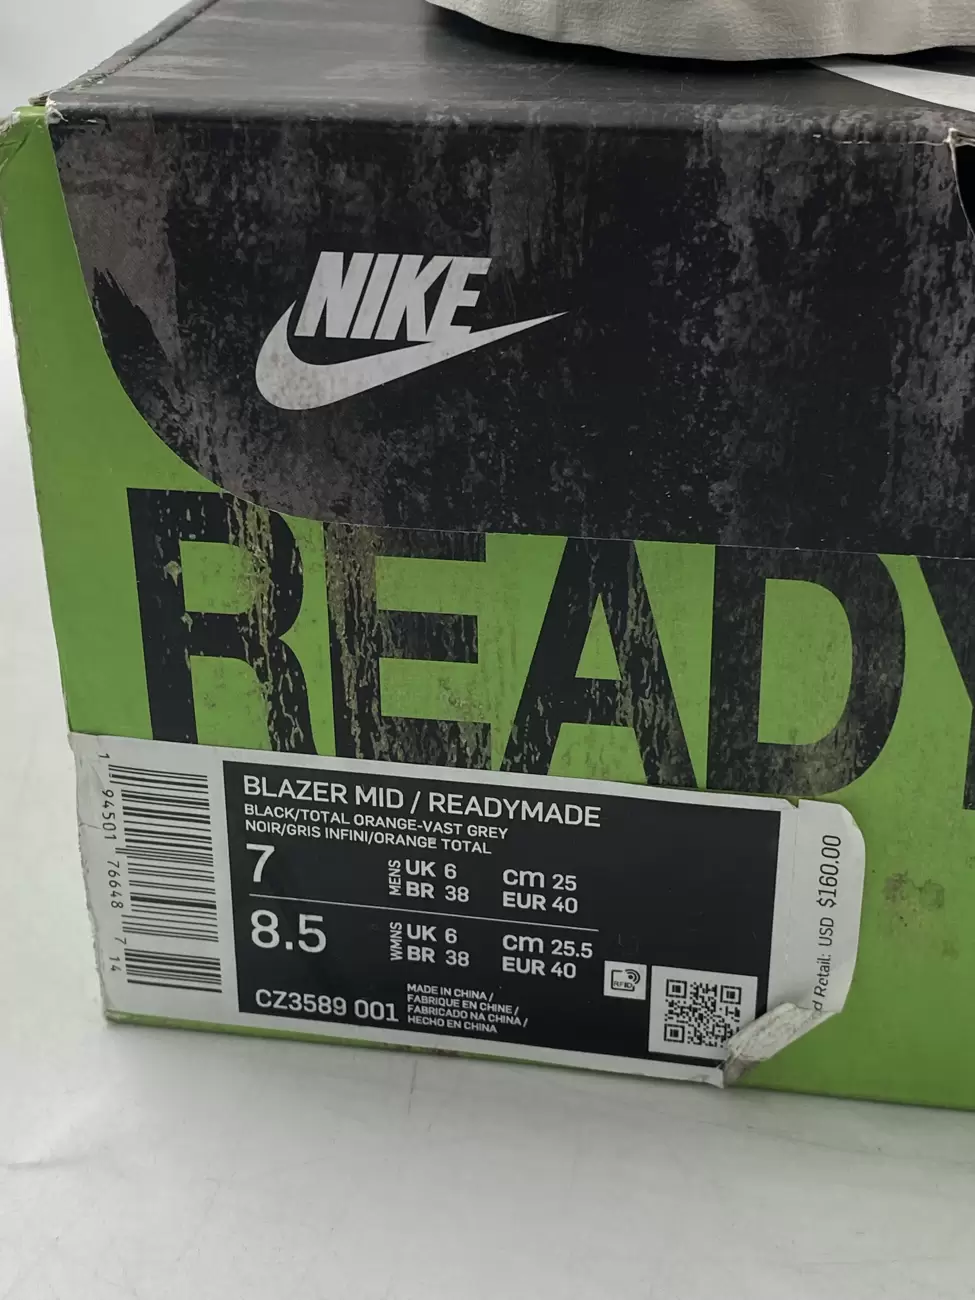 NIKE
READY
BLAZER MID / READYMADE
BLACK/TOTAL ORANGE-VAST GREY
NOIR/GRIS INFINI/ORANGE TOTAL
7
MENS
UK 6
BR 38
cm 25
EUR 40
8.5
WMNS
UK 6
BR 38
cm 25.5
EUR 40
RFID
CZ3589 001
MADE IN CHINA /
FABRIQUE EN CHINE /
FABRICADO NA CHINA /
HECHO EN CHINA
1 94501 76648 7 14
d Retail: USD $160.00